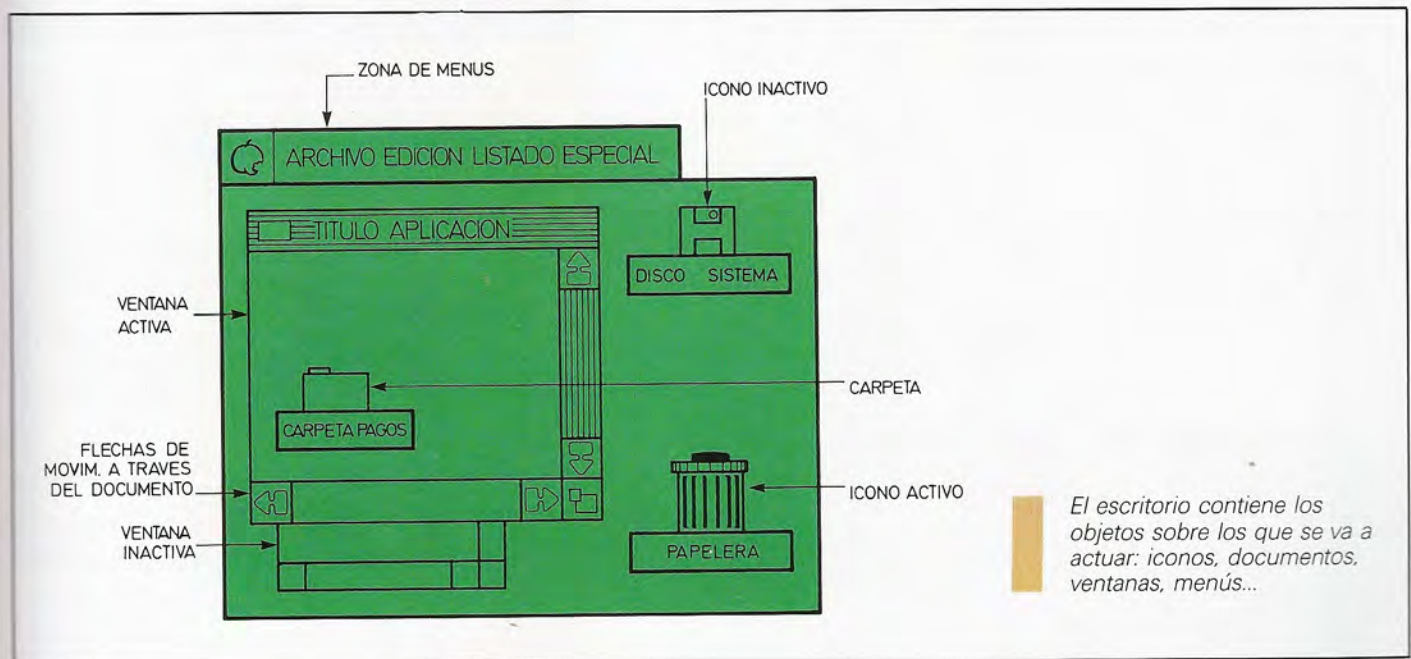 ZONA DE MENUS
ICONO INACTIVO
ARCHIVO EDICION LISTADO ESPECIAL
TITULO APLICACION
DISCO SISTEMA
VENTANA
ACTIVA
CARPETA
CARPETA PAGOS
FLECHAS DE
MOVIM. A TRAVES
DEL DOCUMENTO
ICONO ACTIVO
VENTANA
INACTIVA
PAPELERA
El escritorio contiene los
objetos sobre los que se va a
actuar: iconos, documentos,
ventanas, menús...